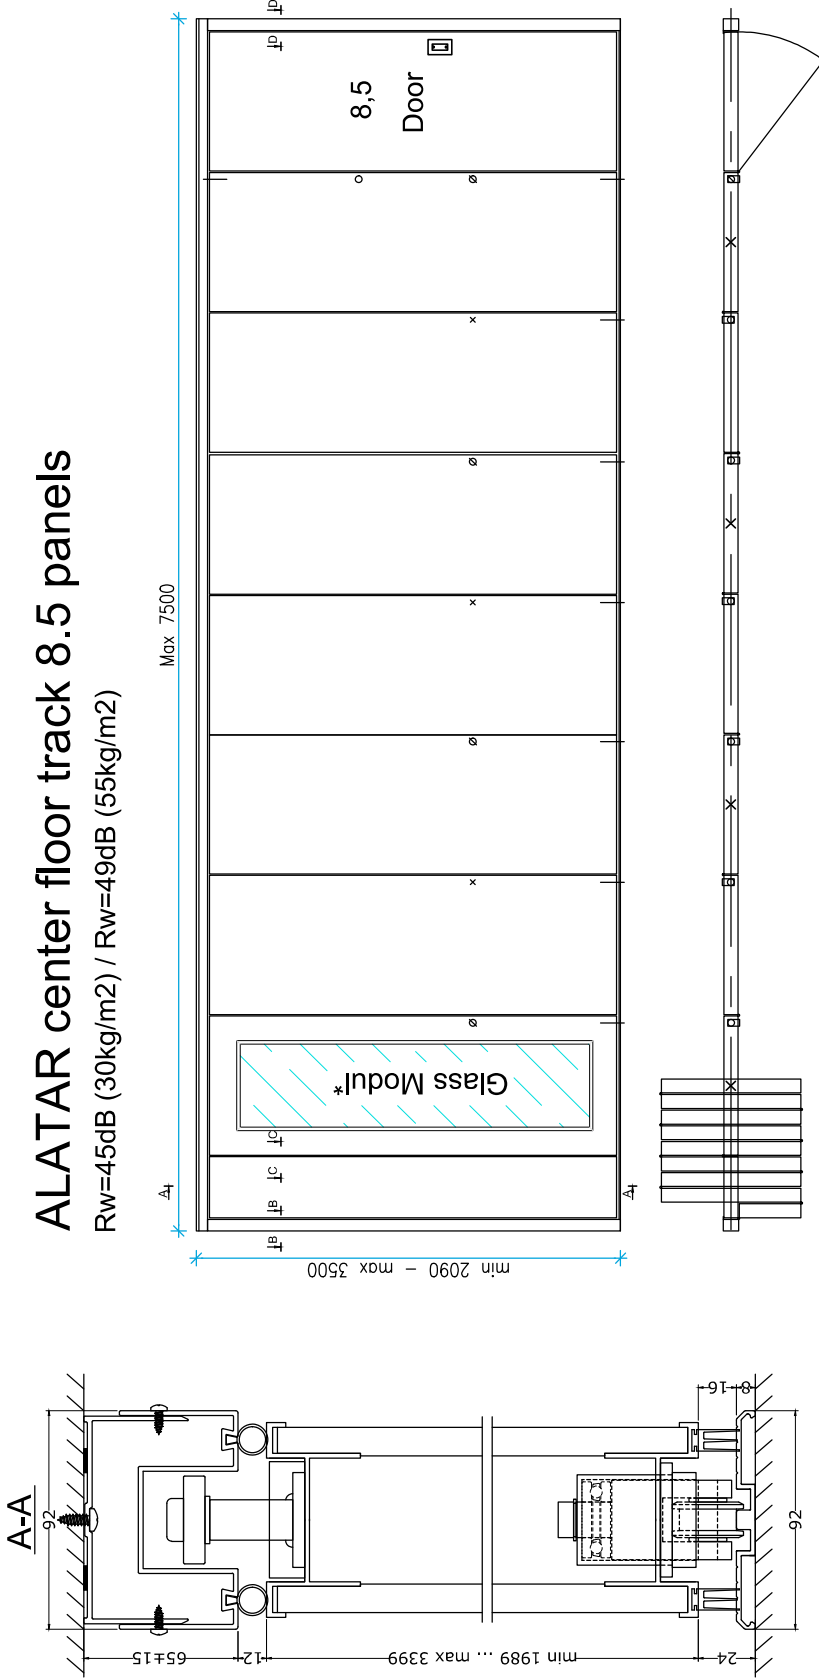 ALATAR center floor track 8.5 panels
Rw=45dB (30kg/m2) / Rw=49dB (55kg/m2)
Max 7500
min 2090 – max 3500
8,5
Door
Glass Modul*
A
A
B
B
C
C
D
D
A-A
92
65±15
12
min 1989 ... max 3399
24
16
8
92